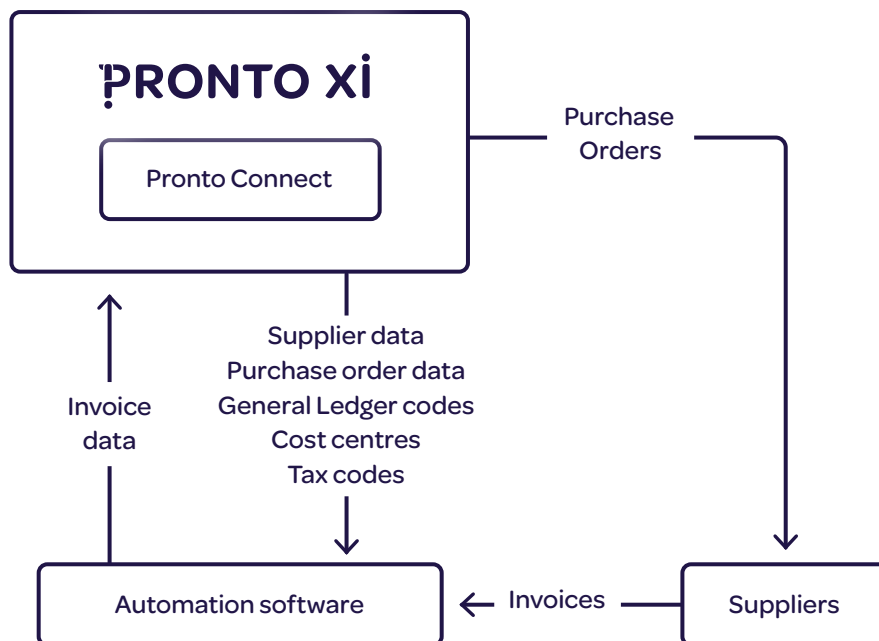 PRONTO Xi
Pronto Connect
Purchase
Orders
Supplier data
Purchase order data
General Ledger codes
Cost centres
Tax codes
Invoice
data
Automation software
Invoices
Suppliers